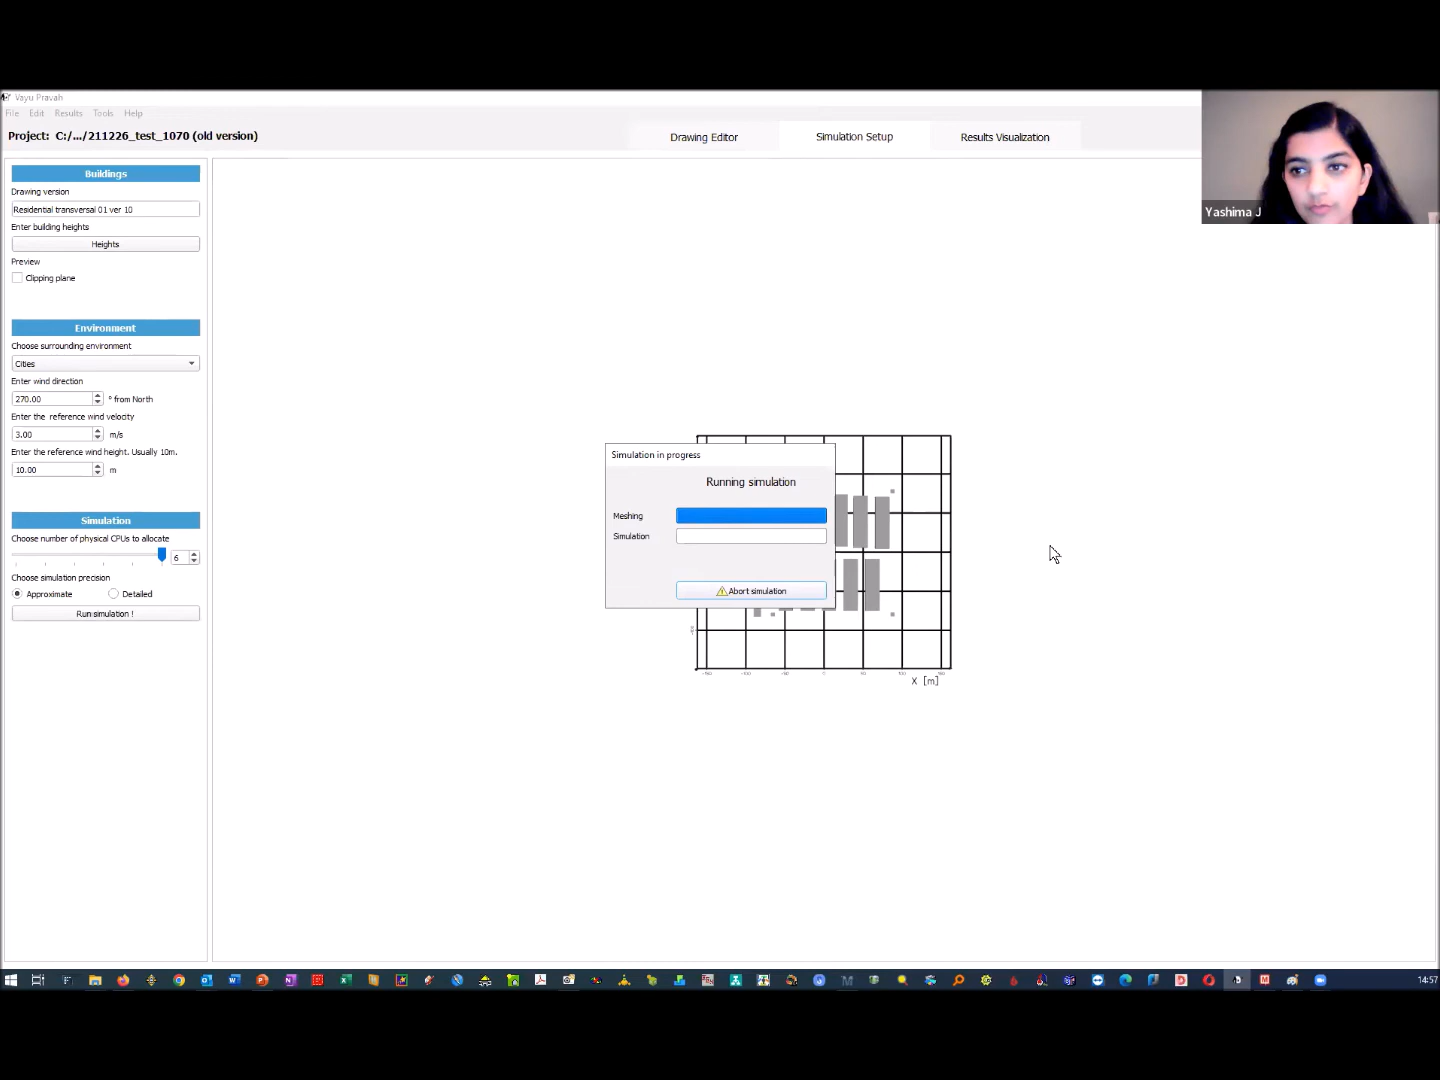 Vayu Pravah
File Edit Results Tools Help
Project: C:/.../211226_test_1070 (old version)
Drawing Editor
Simulation Setup
Results Visualization
Yashima J
Buildings
Drawing version
Residential transversal 01 ver 10
Enter building heights
Heights
Preview
Clipping plane
Environment
Choose surrounding environment
Cities
Enter wind direction
270.00 ° from North
Enter the reference wind velocity
3.00 m/s
Enter the reference wind height. Usually 10m.
10.00 m
Simulation
Choose number of physical CPUs to allocate
6
Choose simulation precision
Approximate Detailed
Run simulation !
Simulation in progress
Running simulation
Meshing
Simulation
Abort simulation
X [m]
14:57